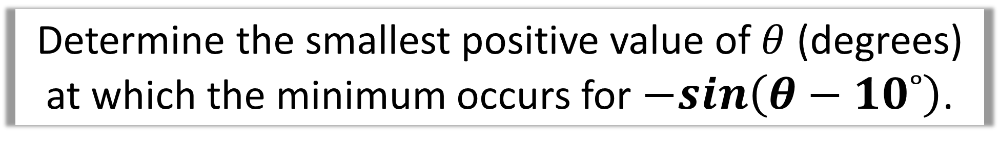 Determine the smallest positive value of θ (degrees)
at which the minimum occurs for −sin(θ − 10°).